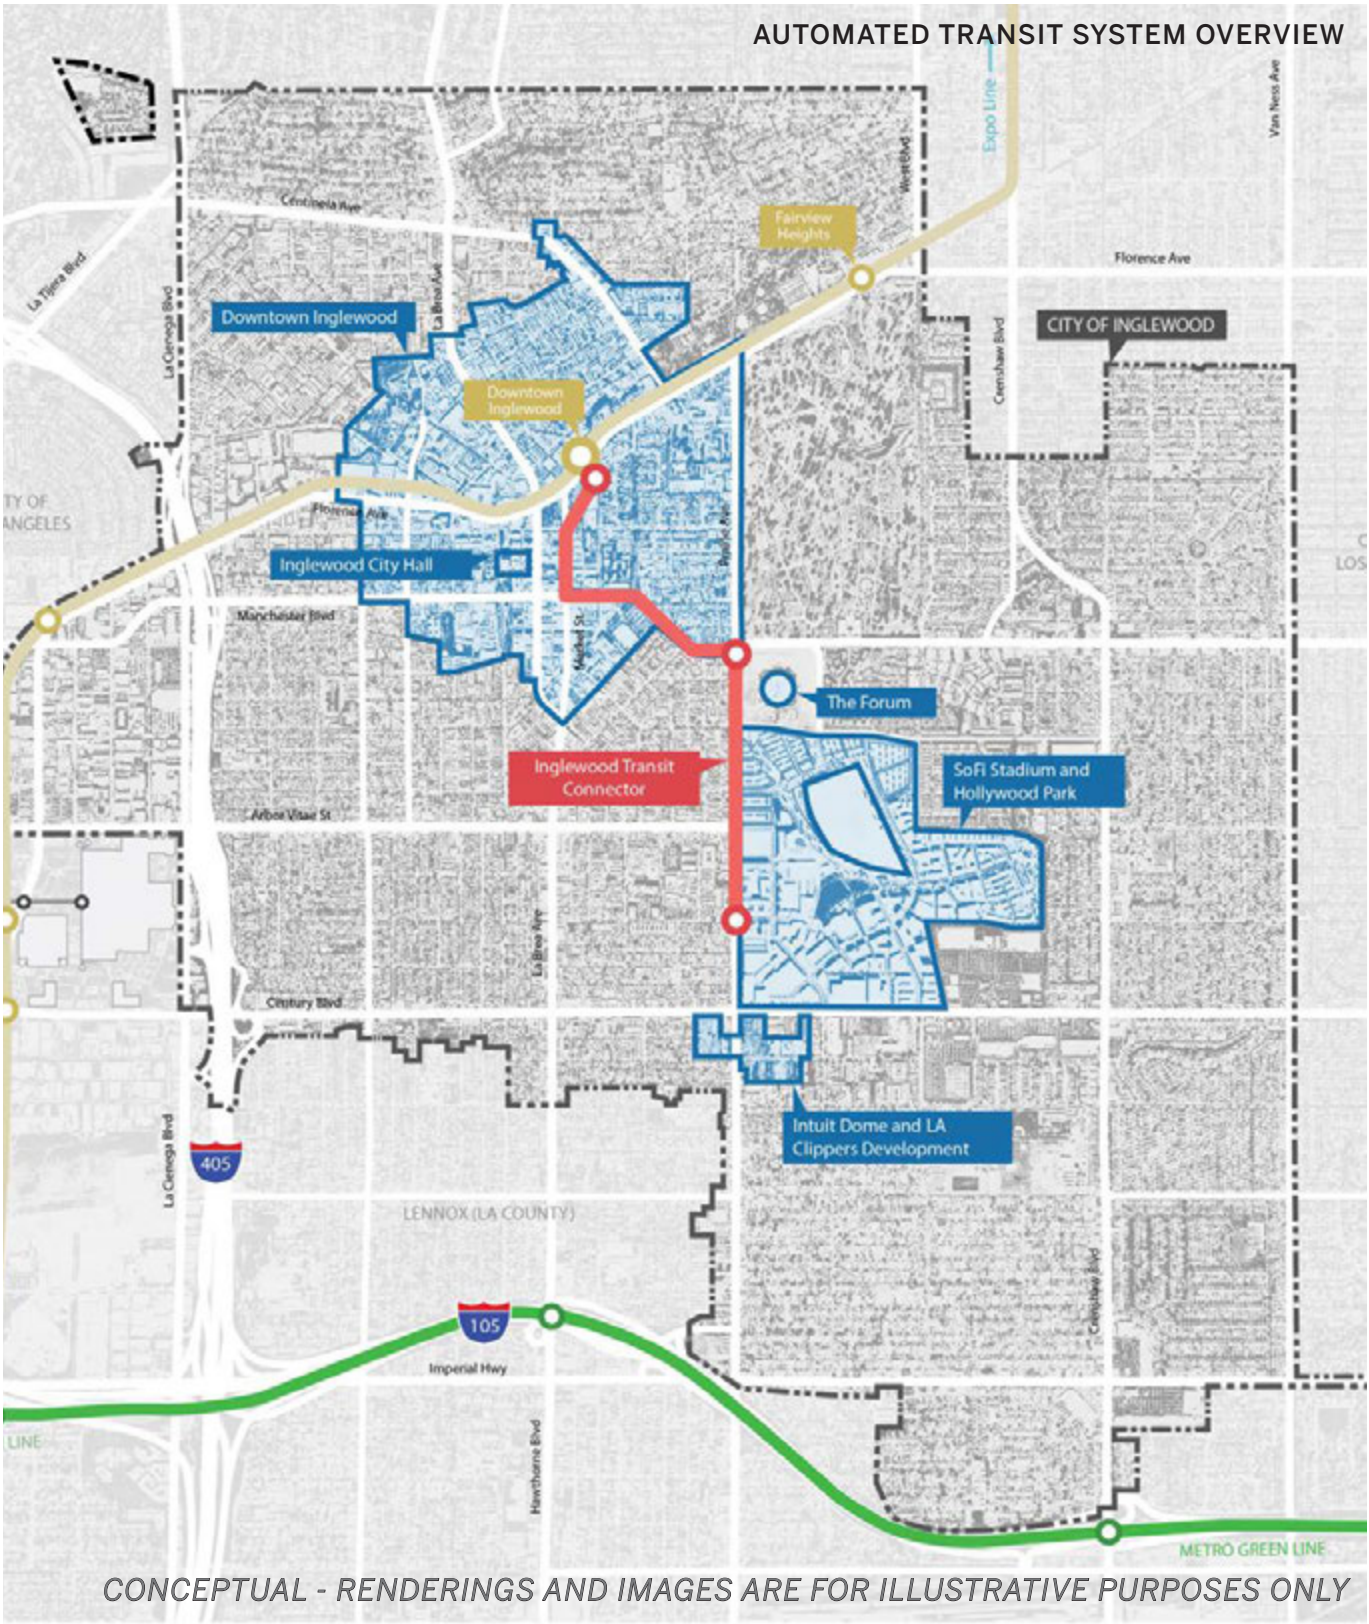 AUTOMATED TRANSIT SYSTEM OVERVIEW
Expo Line
Van Ness Ave
West Blvd
Centinela Ave
Fairview
Heights
La Tijera Blvd
Florence Ave
La Cienega Blvd
La Brea Ave
Downtown Inglewood
CITY OF INGLEWOOD
Crenshaw Blvd
Downtown
Inglewood
TY OF
ANGELES
Florence Ave
Prairie Ave
LOS
Inglewood City Hall
Manchester Blvd
Market St
The Forum
Inglewood Transit
Connector
SoFi Stadium and
Hollywood Park
Arbor Vitae St
La Brea Ave
Century Blvd
Intuit Dome and LA
Clippers Development
La Cienega Blvd
405
LENNOX (LA COUNTY)
Crenshaw Blvd
105
Imperial Hwy
LINE
Hawthorne Blvd
METRO GREEN LINE
CONCEPTUAL - RENDERINGS AND IMAGES ARE FOR ILLUSTRATIVE PURPOSES ONLY